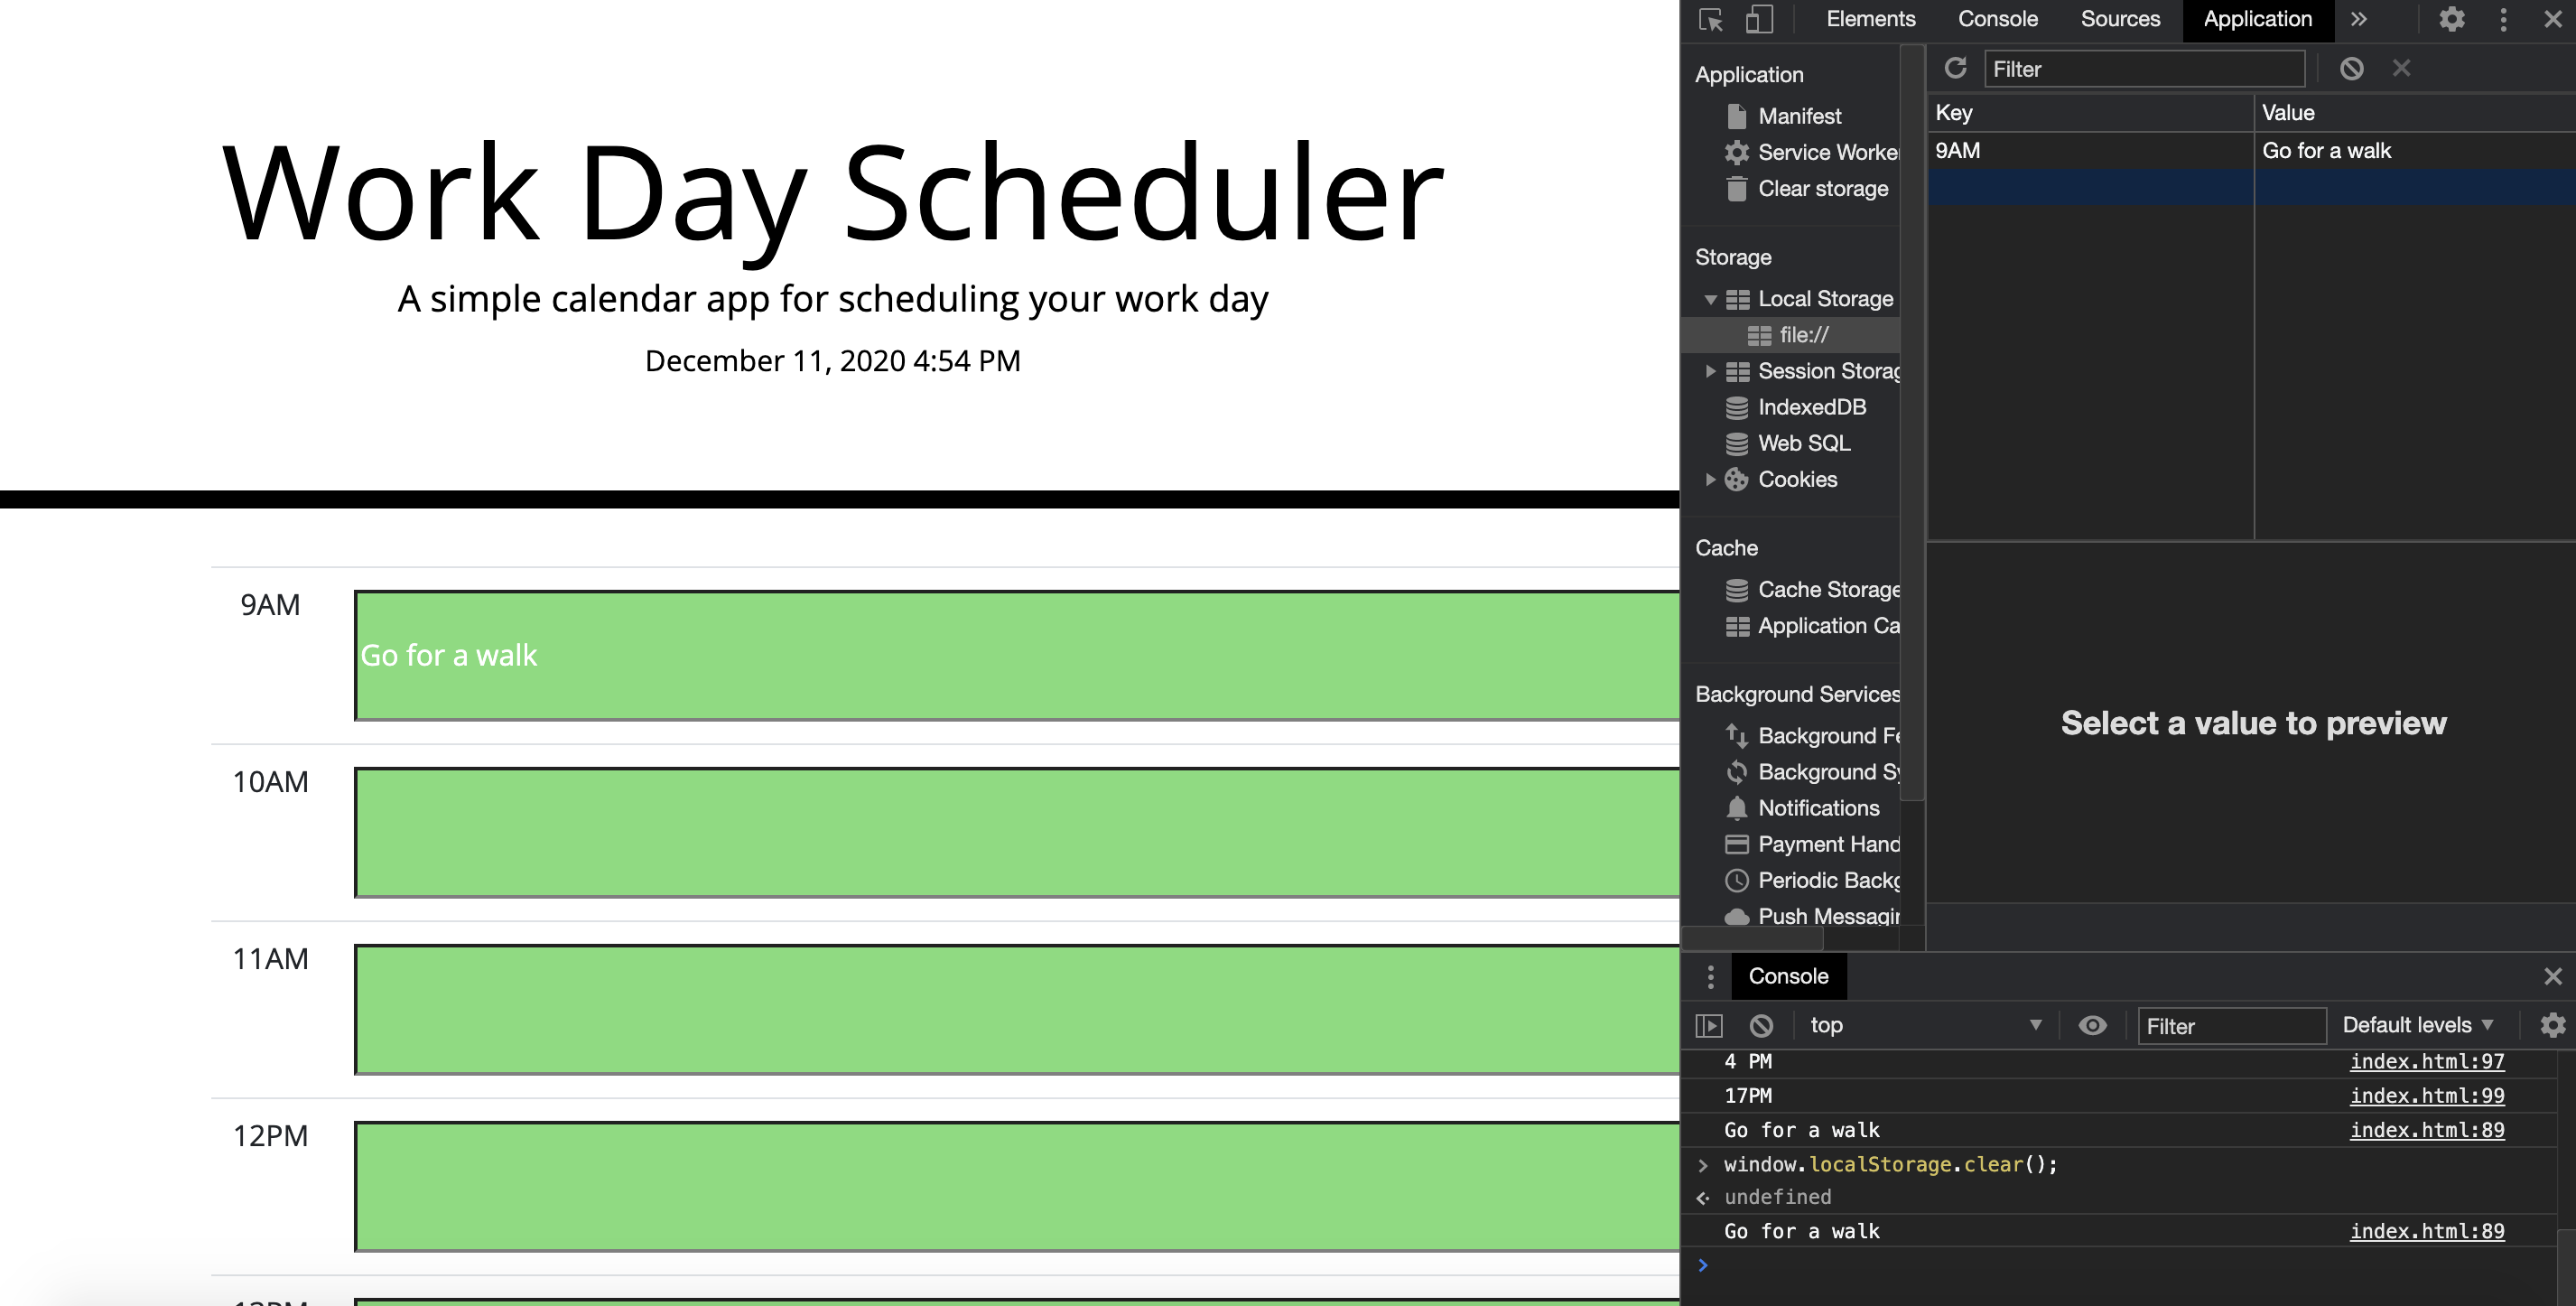 Work Day Scheduler
A simple calendar app for scheduling your work day
December 11, 2020 4:54 PM
9AM
Go for a walk
10AM
11AM
12PM
Elements Console Sources Application
Application
Manifest
Service Worke
Clear storage
Storage
Local Storage
file://
Session Storag
IndexedDB
Web SQL
Cookies
Cache
Cache Storage
Application Ca
Background Services
Background Fe
Background Sy
Notifications
Payment Hand
Periodic Backg
Push Messagin
Filter
Key Value
9AM Go for a walk
Select a value to preview
Console
top Filter Default levels
4 PM index.html:97
17PM index.html:99
Go for a walk index.html:89
window.localStorage.clear();
undefined
Go for a walk index.html:89